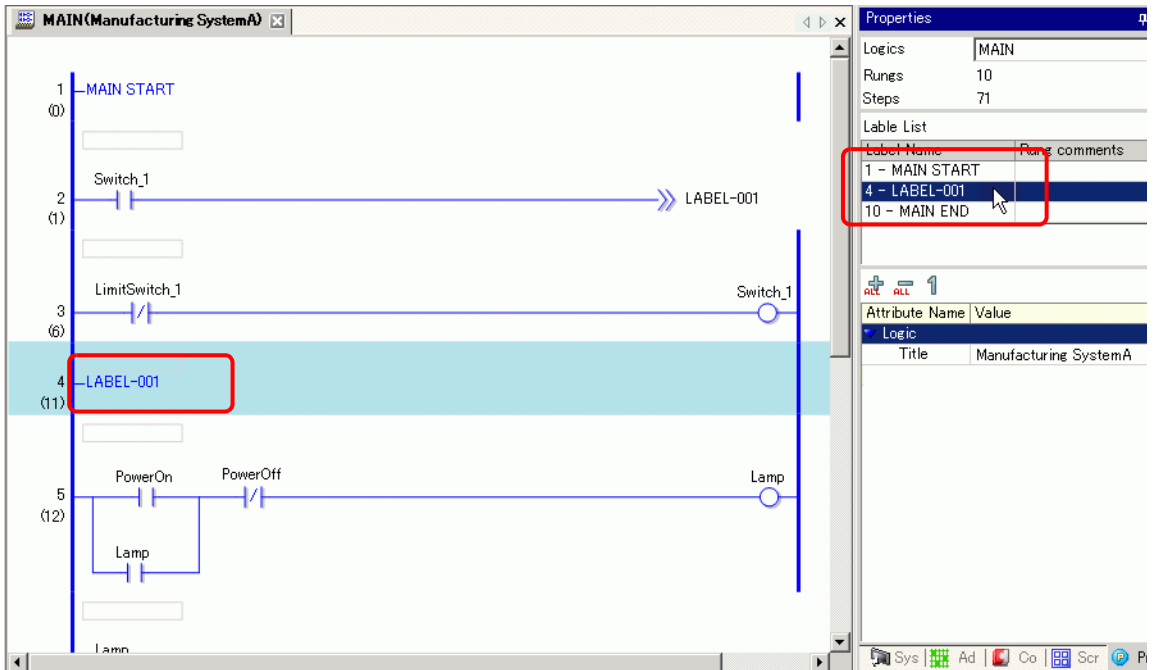 MAIN(Manufacturing SystemA)
1 MAIN START
(0)
Switch_1
2 LABEL-001
(1)
LimitSwitch_1 Switch_1
3
(6)
4 LABEL-001
(11)
PowerOn PowerOff Lamp
5
(12)
Lamp
Lamp
Properties
Logics MAIN
Rungs 10
Steps 71
Lable List
Label Name Rung comments
1 - MAIN START
4 - LABEL-001
10 - MAIN END
ALL ALL 1
Attribute Name Value
Logic
Title Manufacturing SystemA
Sys Ad Co Scr P